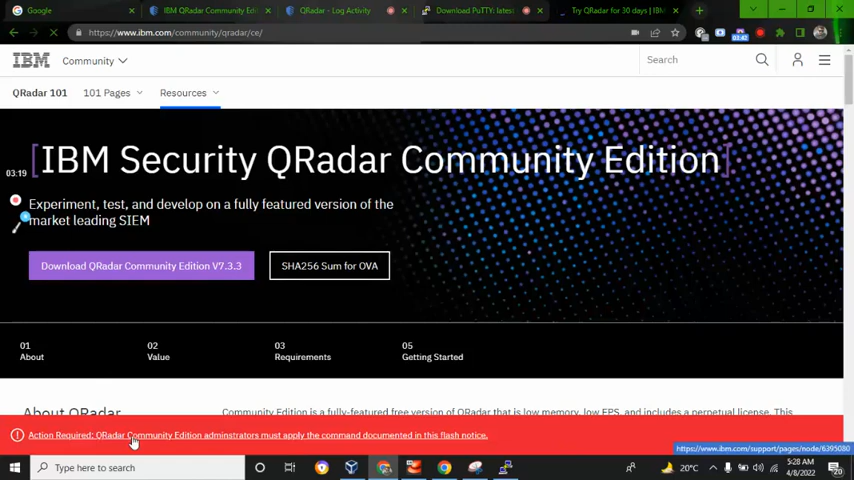 Google
IBM QRadar Community Edi
QRadar - Log Activity
Download PuTTY: lates
Try QRadar for 30 days | IBM
https://www.ibm.com/community/qradar/ce/
03:42
IBM
Community
Search
QRadar 101
101 Pages
Resources
[IBM Security QRadar Community Edition]
03:19
Experiment, test, and develop on a fully featured version of the
market leading SIEM
Download QRadar Community Edition V7.3.3
SHA256 Sum for OVA
01
About
02
Value
03
Requirements
05
Getting Started
About QRadar
Community Edition is a fully-featured free version of QRadar that is low memory, low EPS, and includes a perpetual license. This
Action Required: QRadar Community Edition adminstrators must apply the command documented in this flash notice.
https://www.ibm.com/support/pages/node/6395080
Type here to search
20°C
5:28 AM
4/8/2022
20